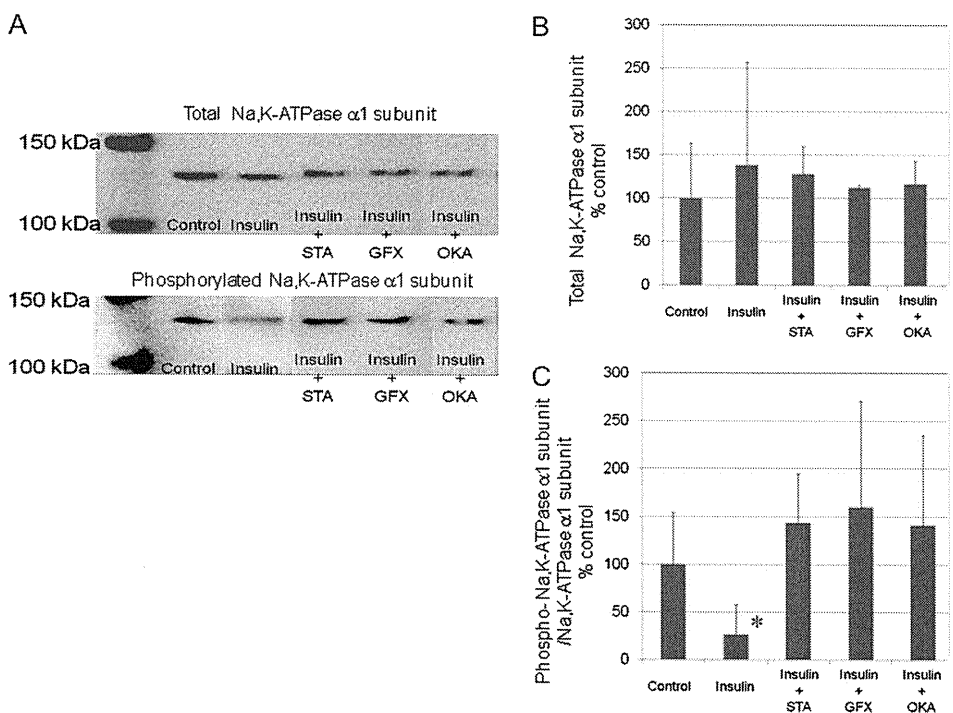 A
Total Na,K-ATPase α1 subunit
150 kDa
100 kDa
Control
Insulin
Insulin + STA
Insulin + GFX
Insulin + OKA
Phosphorylated Na,K-ATPase α1 subunit
150 kDa
100 kDa
Control
Insulin
Insulin + STA
Insulin + GFX
Insulin + OKA
B
Total Na,K-ATPase α1 subunit
% control
300
250
200
150
100
50
0
Control
Insulin
Insulin + STA
Insulin + GFX
Insulin + OKA
C
Phospho-Na,K-ATPase α1 subunit
/Na,K-ATPase α1 subunit
% control
300
250
200
150
100
50
0
*
Control
Insulin
Insulin + STA
Insulin + GFX
Insulin + OKA